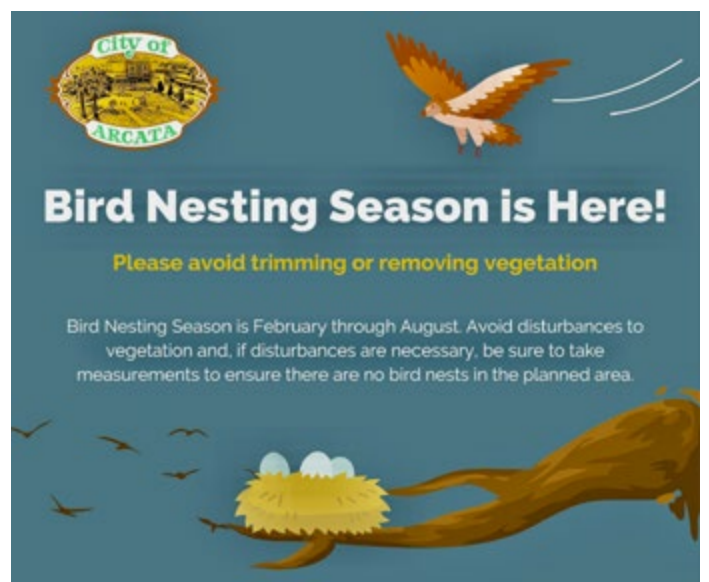 City of
ARCATA
Bird Nesting Season is Here!
Please avoid trimming or removing vegetation
Bird Nesting Season is February through August. Avoid disturbances to
vegetation and, if disturbances are necessary, be sure to take
measurements to ensure there are no bird nests in the planned area.